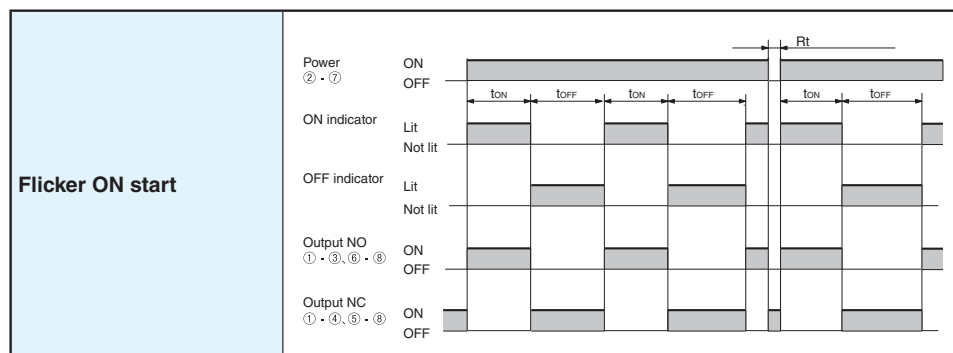 Flicker ON start
Rt
Power
② - ⑦
ON
OFF
tON tOFF tON tOFF tON tOFF
ON indicator
Lit
Not lit
OFF indicator
Lit
Not lit
Output NO
① - ③、⑥ - ⑧
ON
OFF
Output NC
① - ④、⑤ - ⑧
ON
OFF